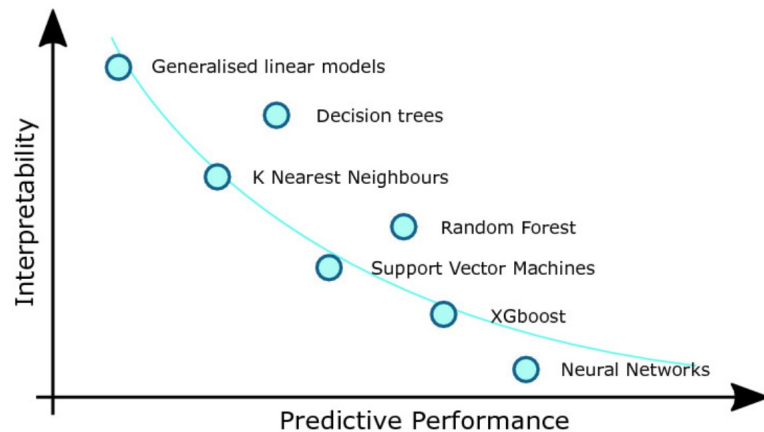 Generalised linear models
Decision trees
K Nearest Neighbours
Random Forest
Support Vector Machines
XGboost
Neural Networks
Interpretability
Predictive Performance